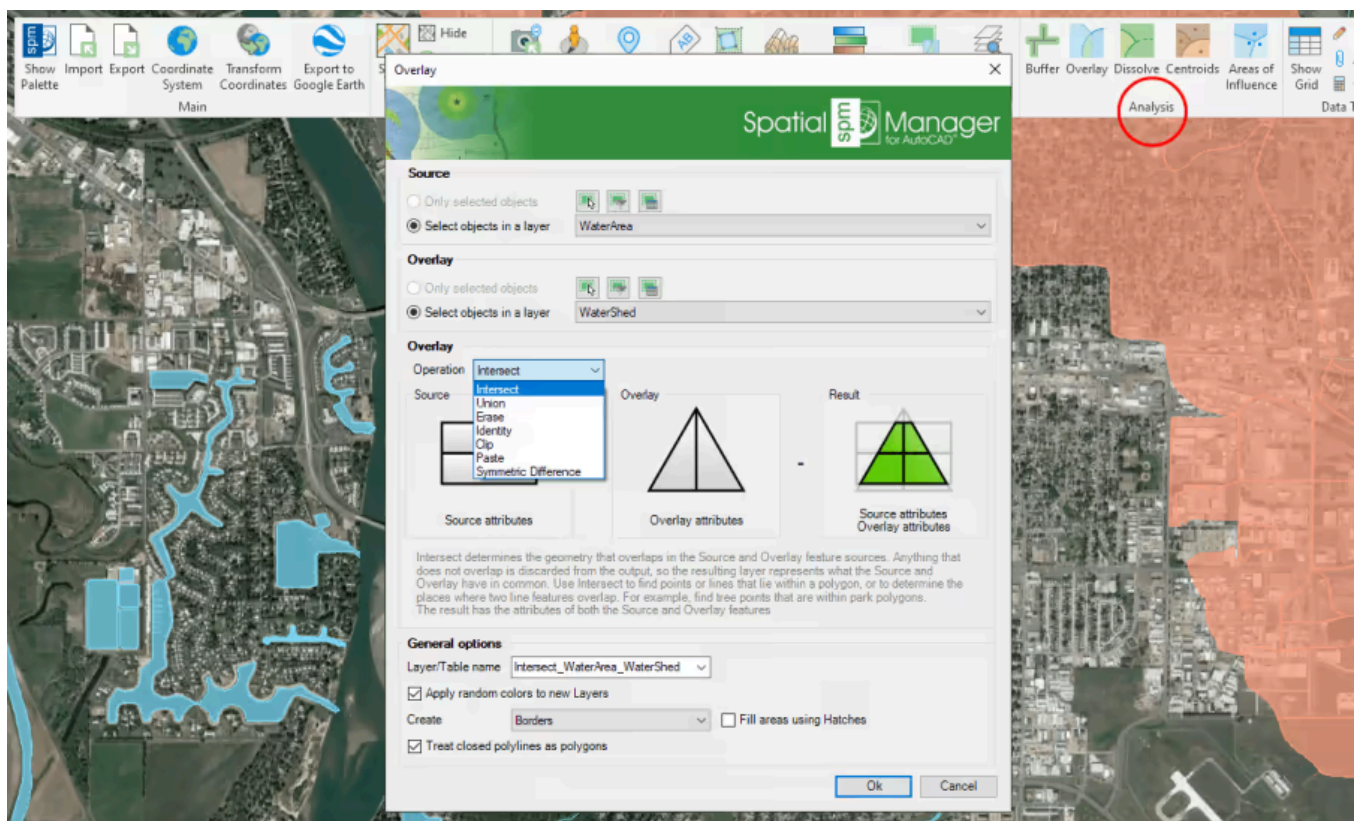 spm
Show
Palette
Import
Export
Coordinate
System
Transform
Coordinates
Export to
Google Earth
Main
Hide
AB
Buffer
Overlay
Dissolve
Centroids
Areas of
Influence
Analysis
Show
Grid
Overlay
Spatial spm Manager
for AutoCAD
Source
Only selected objects
Select objects in a layer WaterArea
Overlay
Only selected objects
Select objects in a layer WaterShed
Overlay
Operation Intersect
Intersect
Union
Erase
Identity
Clip
Paste
Symmetric Difference
Source Overlay Result
Source attributes
Overlay attributes
Source attributes
Overlay attributes
Intersect determines the geometry that overlaps in the Source and Overlay feature sources. Anything that
does not overlap is discarded from the output, so the resulting layer represents what the Source and
Overlay have in common. Use Intersect to find points or lines that lie within a polygon, or to determine the
places where two line features overlap. For example, find tree points that are within park polygons.
The result has the attributes of both the Source and Overlay features
General options
Layer/Table name Intersect_WaterArea_WaterShed
Apply random colors to new Layers
Create Borders Fill areas using Hatches
Treat closed polylines as polygons
Ok Cancel